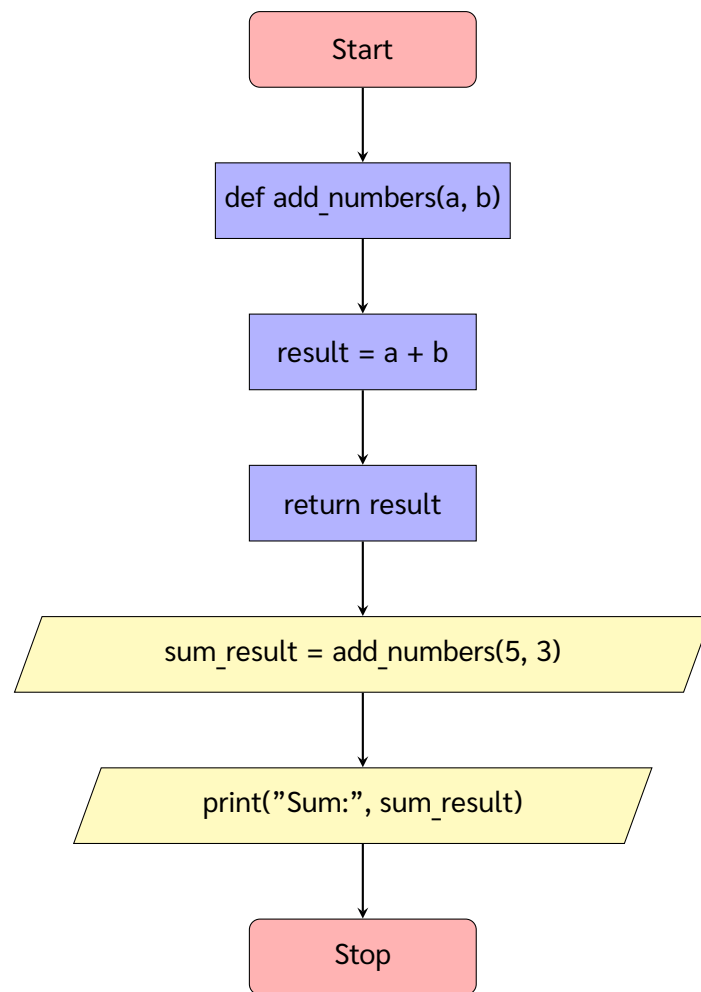 Start
def add_numbers(a, b)
result = a + b
return result
sum_result = add_numbers(5, 3)
print(”Sum:”, sum_result)
Stop